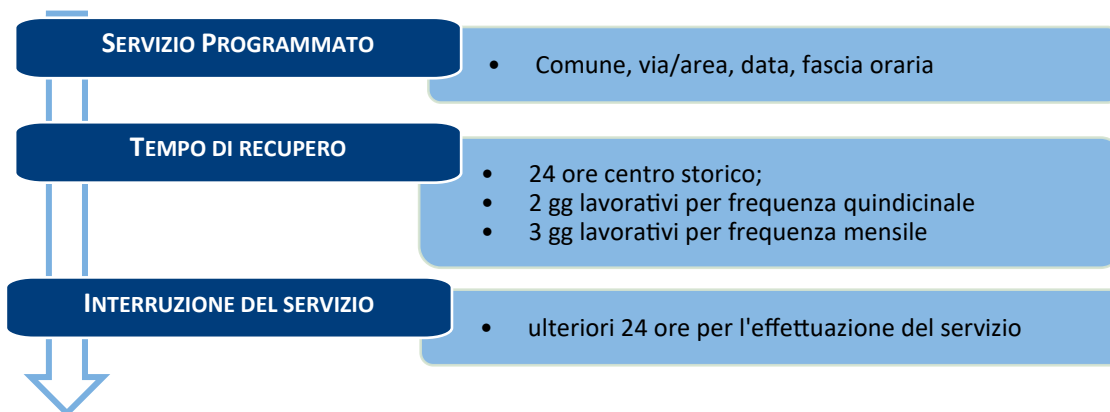 SERVIZIO PROGRAMMATO
• Comune, via/area, data, fascia oraria
TEMPO DI RECUPERO
• 24 ore centro storico;
• 2 gg lavorativi per frequenza quindicinale
• 3 gg lavorativi per frequenza mensile
INTERRUZIONE DEL SERVIZIO
• ulteriori 24 ore per l'effettuazione del servizio